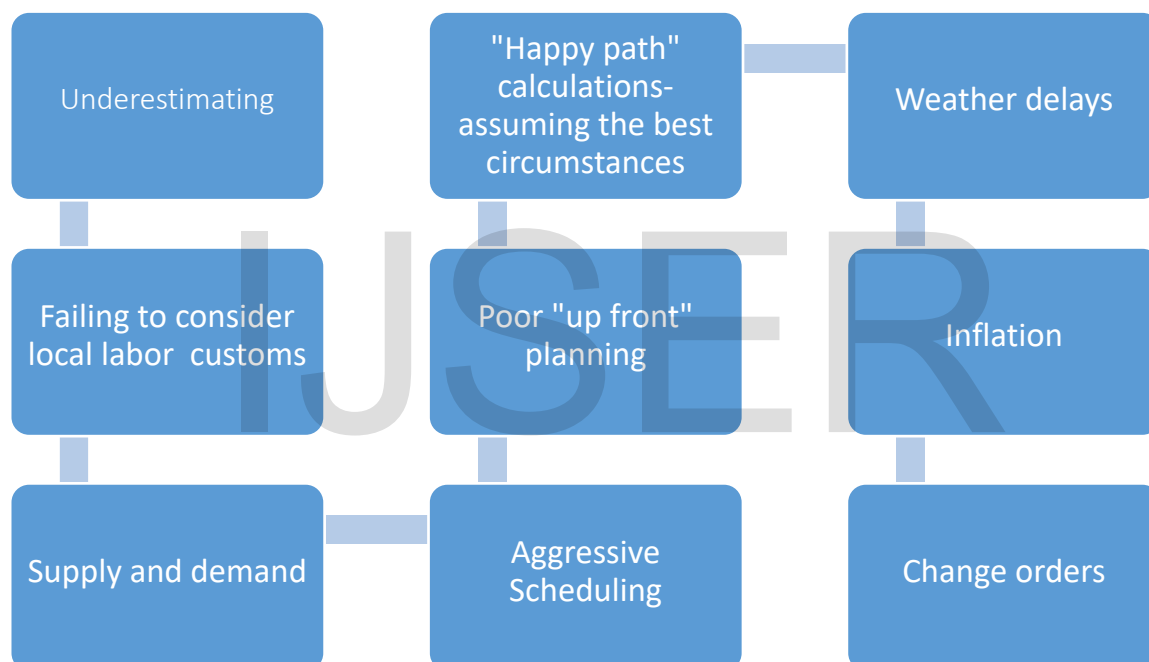 Underestimating
Failing to consider
local labor  customs
Supply and demand
Aggressive
Scheduling
Poor "up front"
planning
"Happy path"
calculations-
assuming the best
circumstances
Weather delays
Inflation
Change orders
IJSER